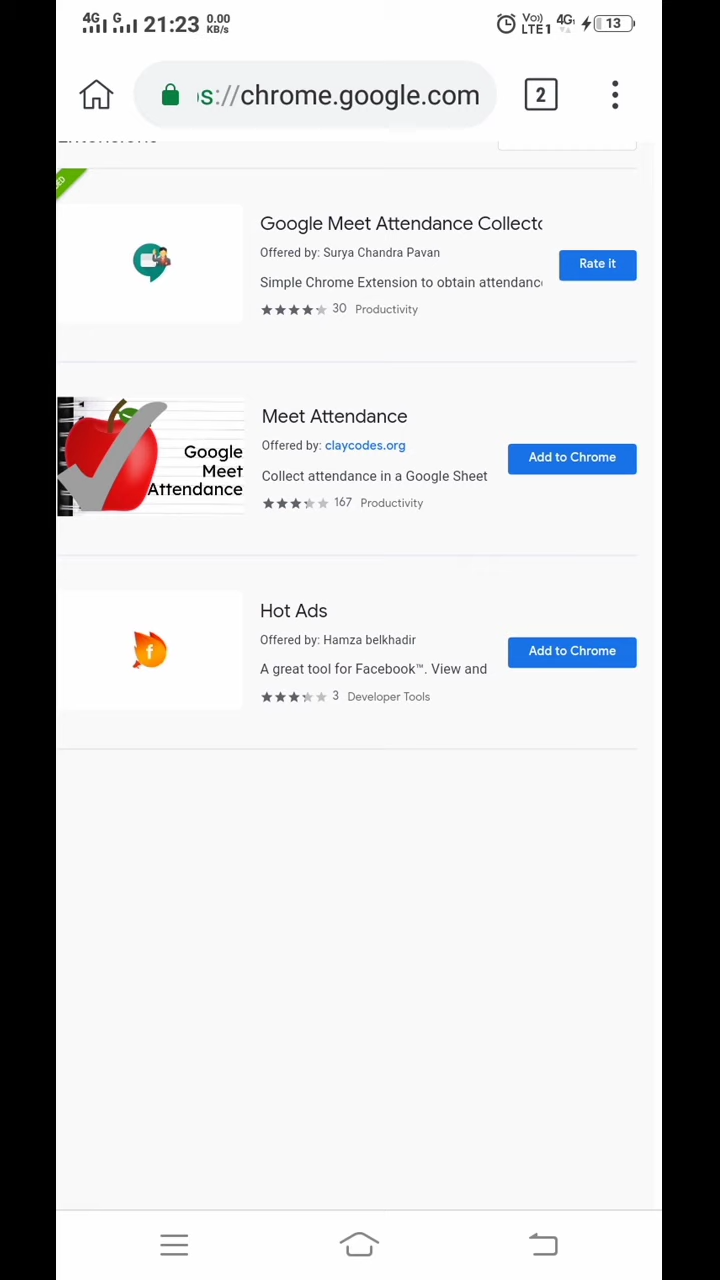 4G G 21:23 0.00 KB/s Vo)) LTE1 4G 13
s://chrome.google.com 2
Google Meet Attendance Collecto
Offered by: Surya Chandra Pavan
Simple Chrome Extension to obtain attendanc
30 Productivity
Rate it
Google
Meet
Attendance
Meet Attendance
Offered by: claycodes.org
Collect attendance in a Google Sheet
167 Productivity
Add to Chrome
f
Hot Ads
Offered by: Hamza belkhadir
A great tool for Facebook™. View and
3 Developer Tools
Add to Chrome